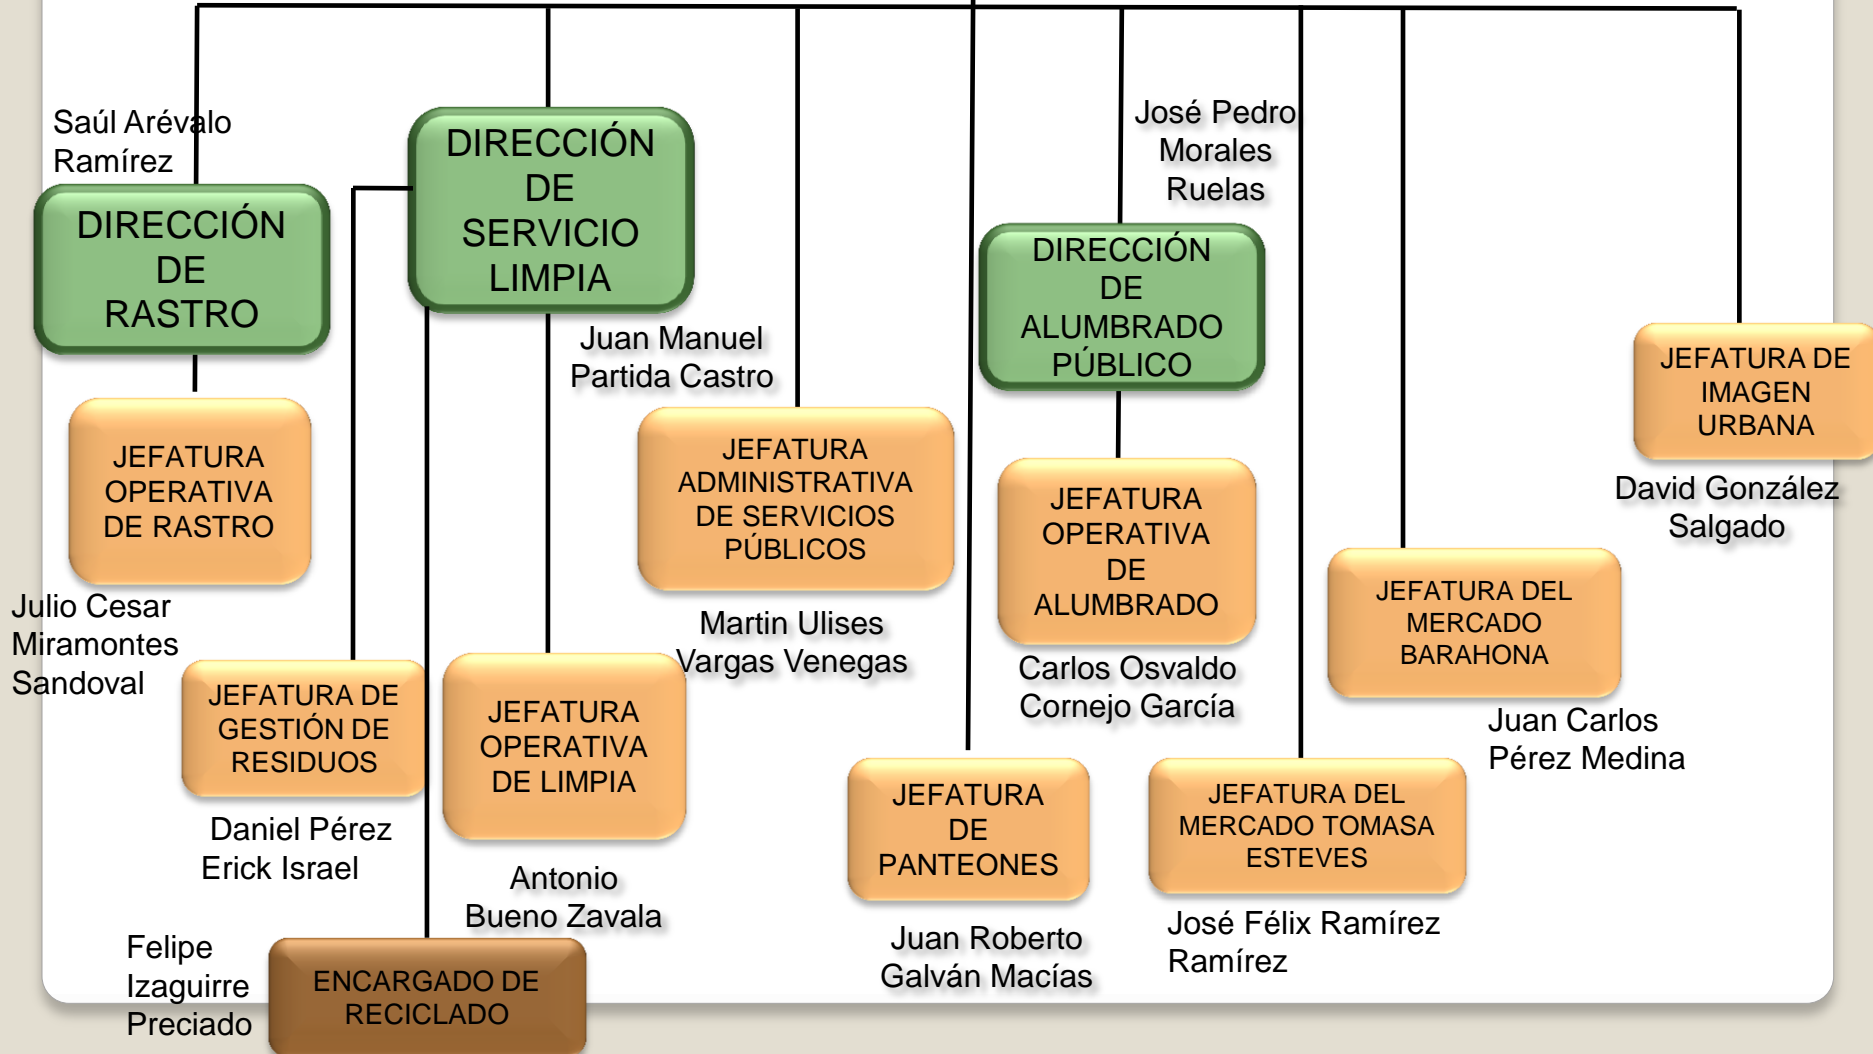 Saúl Arévalo
Ramírez
DIRECCIÓN
DE
RASTRO
JEFATURA
OPERATIVA
DE RASTRO
Julio Cesar
Miramontes
Sandoval
DIRECCIÓN
DE
SERVICIO
LIMPIA
Juan Manuel
Partida Castro
JEFATURA DE
GESTIÓN DE
RESIDUOS
Daniel Pérez
Erick Israel
JEFATURA
OPERATIVA
DE LIMPIA
Antonio
Bueno Zavala
Felipe
Izaguirre
Preciado
ENCARGADO DE
RECICLADO
JEFATURA
ADMINISTRATIVA
DE SERVICIOS
PÚBLICOS
Martin Ulises
Vargas Venegas
JEFATURA
DE
PANTEONES
Juan Roberto
Galván Macías
José Pedro
Morales
Ruelas
DIRECCIÓN
DE
ALUMBRADO
PÚBLICO
JEFATURA
OPERATIVA
DE
ALUMBRADO
Carlos Osvaldo
Cornejo García
JEFATURA DEL
MERCADO TOMASA
ESTEVES
José Félix Ramírez
Ramírez
JEFATURA DEL
MERCADO
BARAHONA
Juan Carlos
Pérez Medina
JEFATURA DE
IMAGEN
URBANA
David González
Salgado